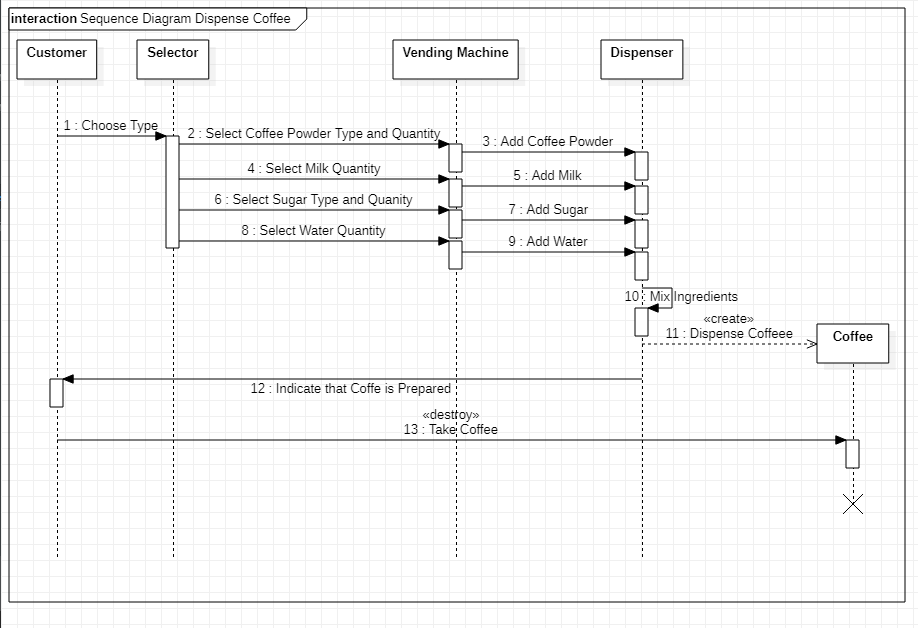 interaction Sequence Diagram Dispense Coffee
Customer
Selector
Vending Machine
Dispenser
1 : Choose Type
2 : Select Coffee Powder Type and Quantity
3 : Add Coffee Powder
4 : Select Milk Quantity
5 : Add Milk
6 : Select Sugar Type and Quanity
7 : Add Sugar
8 : Select Water Quantity
9 : Add Water
10 : Mix Ingredients
«create»
11 : Dispense Coffeee
Coffee
12 : Indicate that Coffe is Prepared
«destroy»
13 : Take Coffee